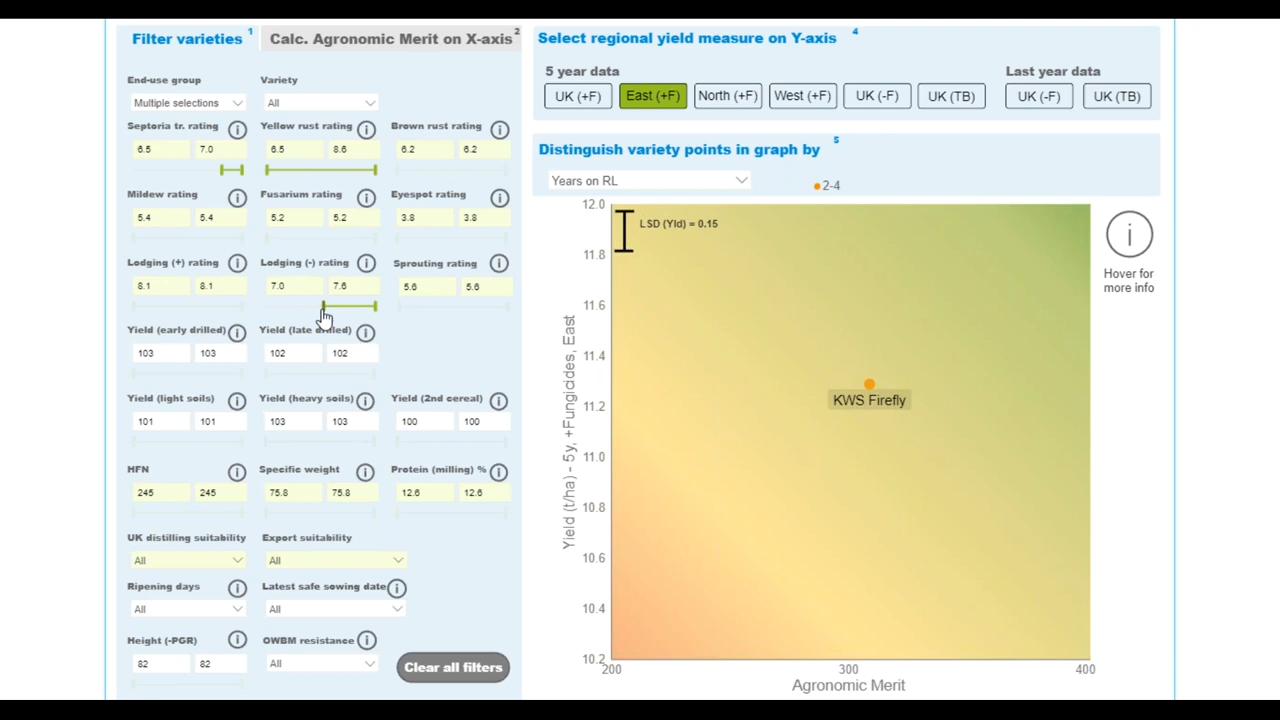 Filter varieties 1
Calc. Agronomic Merit on X-axis 2
End-use group
Variety
Multiple selections
All
Septoria tr. rating i
Yellow rust rating i
Brown rust rating i
6.5 7.0
6.5 8.6
6.2 6.2
Mildew rating i
Fusarium rating i
Eyespot rating i
5.4 5.4
5.2 5.2
3.8 3.8
Lodging (+) rating i
Lodging (-) rating i
Sprouting rating i
8.1 8.1
7.0 7.6
5.6 5.6
Yield (early drilled) i
Yield (late drilled) i
103 103
102 102
Yield (light soils) i
Yield (heavy soils) i
Yield (2nd cereal) i
101 101
103 103
100 100
HFN i
Specific weight i
Protein (milling) % i
245 245
75.8 75.8
12.6 12.6
UK distilling suitability
Export suitability
All
All
Ripening days i
Latest safe sowing date i
All
All
Height (-PGR) i
OWBM resistance i
82 82
All
Clear all filters
Select regional yield measure on Y-axis 4
5 year data
Last year data
UK (+F)
East (+F)
North (+F)
West (+F)
UK (-F)
UK (TB)
UK (-F)
UK (TB)
Distinguish variety points in graph by 5
Years on RL
2-4
12.0
11.8
11.6
11.4
11.2
11.0
10.8
10.6
10.4
10.2
Yield (t/ha) - 5y, +Fungicides, East
LSD (Yld) = 0.15
KWS Firefly
200
300
400
Agronomic Merit
i
Hover for
more info